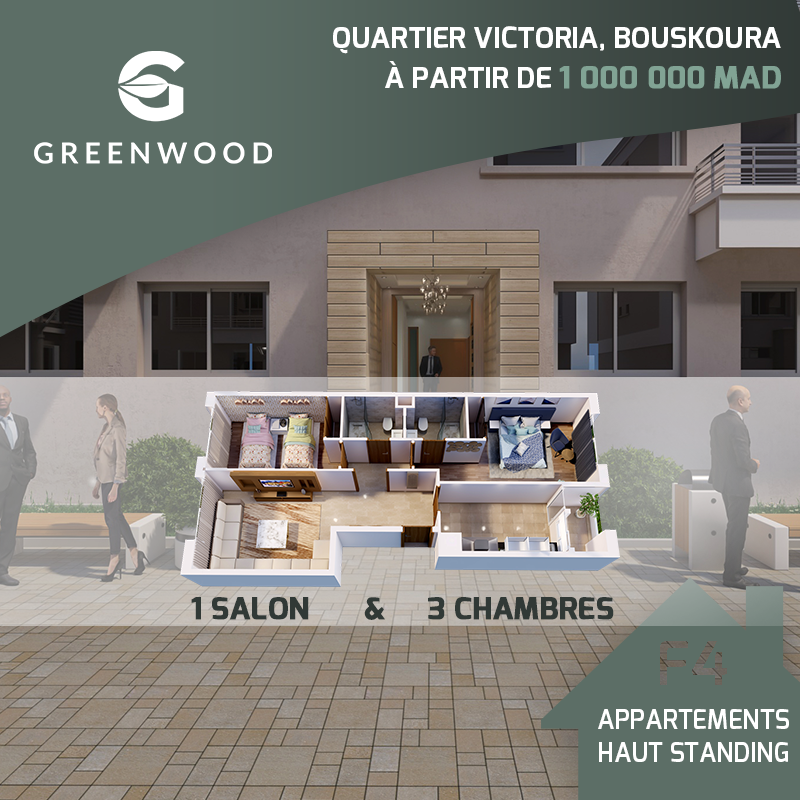 QUARTIER VICTORIA, BOUSKOURA
À PARTIR DE 1 000 000 MAD
GREENWOOD
1 SALON & 3 CHAMBRES
F4
APPARTEMENTS
HAUT STANDING